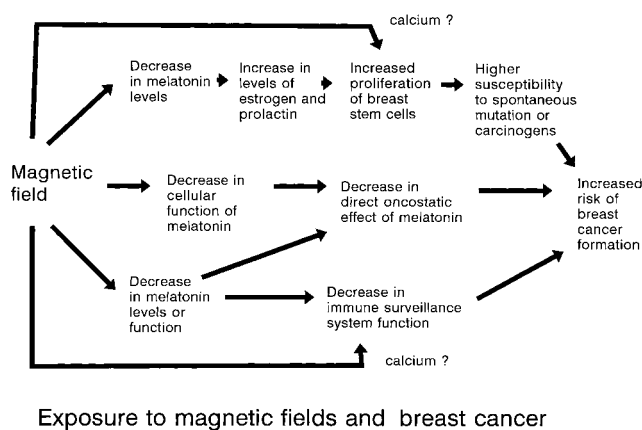 calcium ?
Decrease
in melatonin
levels
Increase in
levels of
estrogen and
prolactin
Increased
proliferation
of breast
stem cells
Higher
susceptibility
to spontaneous
mutation or
carcinogens
Magnetic
field
Decrease in
cellular
function of
melatonin
Decrease in
direct oncostatic
effect of melatonin
Increased
risk of
breast
cancer
formation
Decrease
in melatonin
levels or
function
Decrease in
immune surveillance
system function
calcium ?
Exposure to magnetic fields and breast cancer